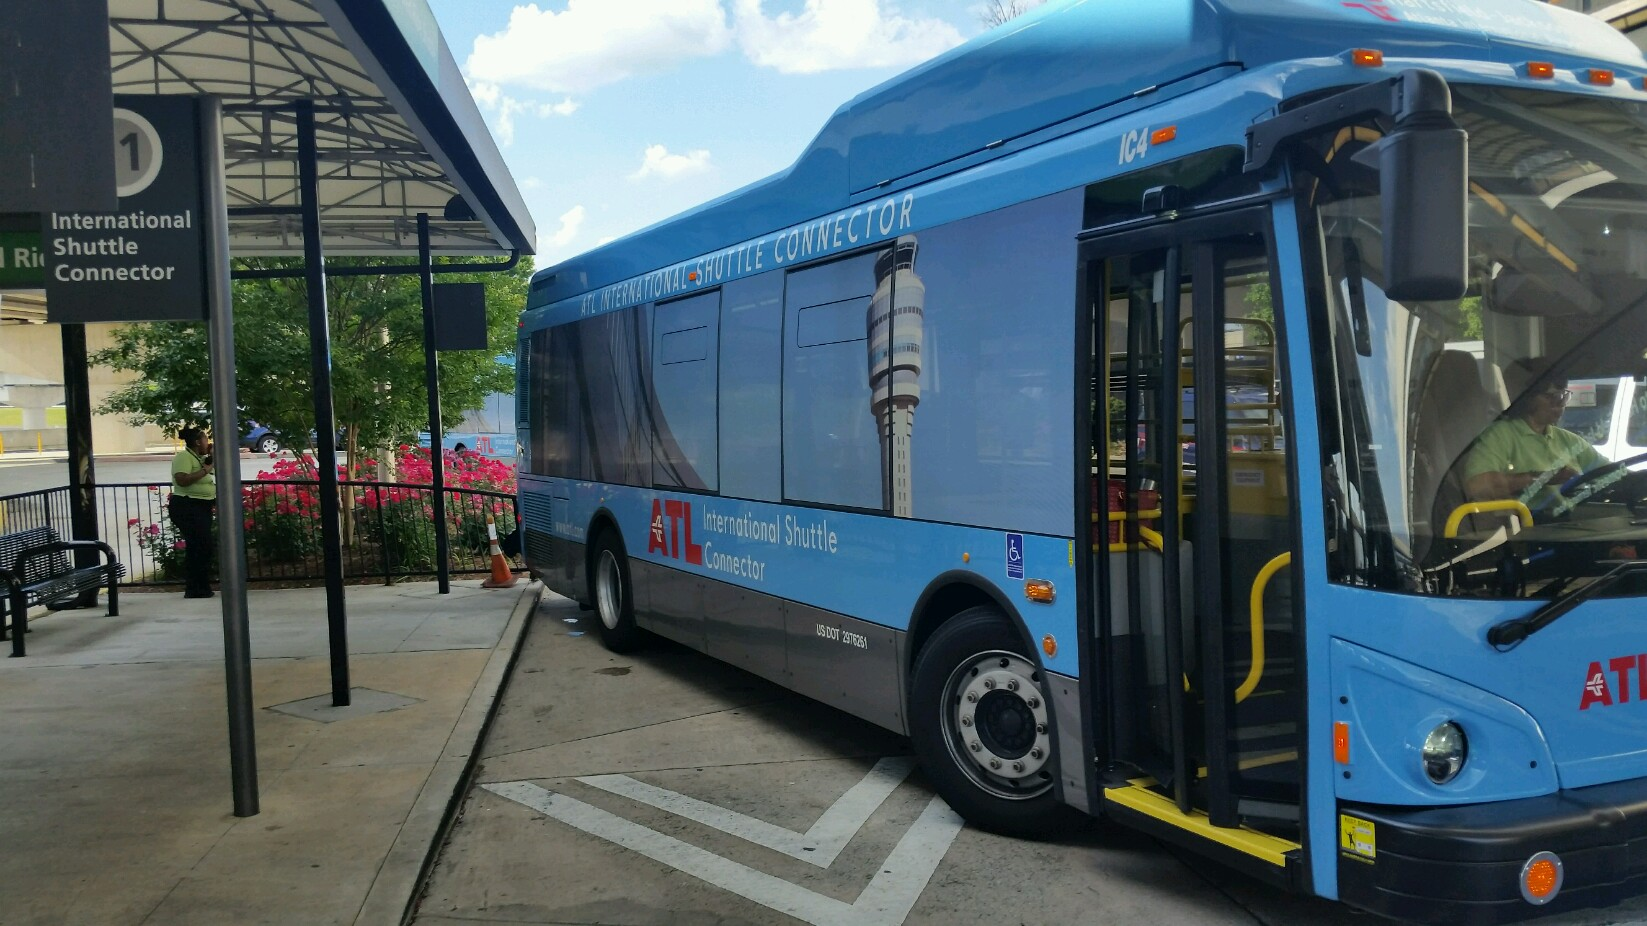 1
International
Shuttle
Connector
IC4
ATL INTERNATIONAL SHUTTLE CONNECTOR
ATL International Shuttle
Connector
US DOT 2976261
ATL